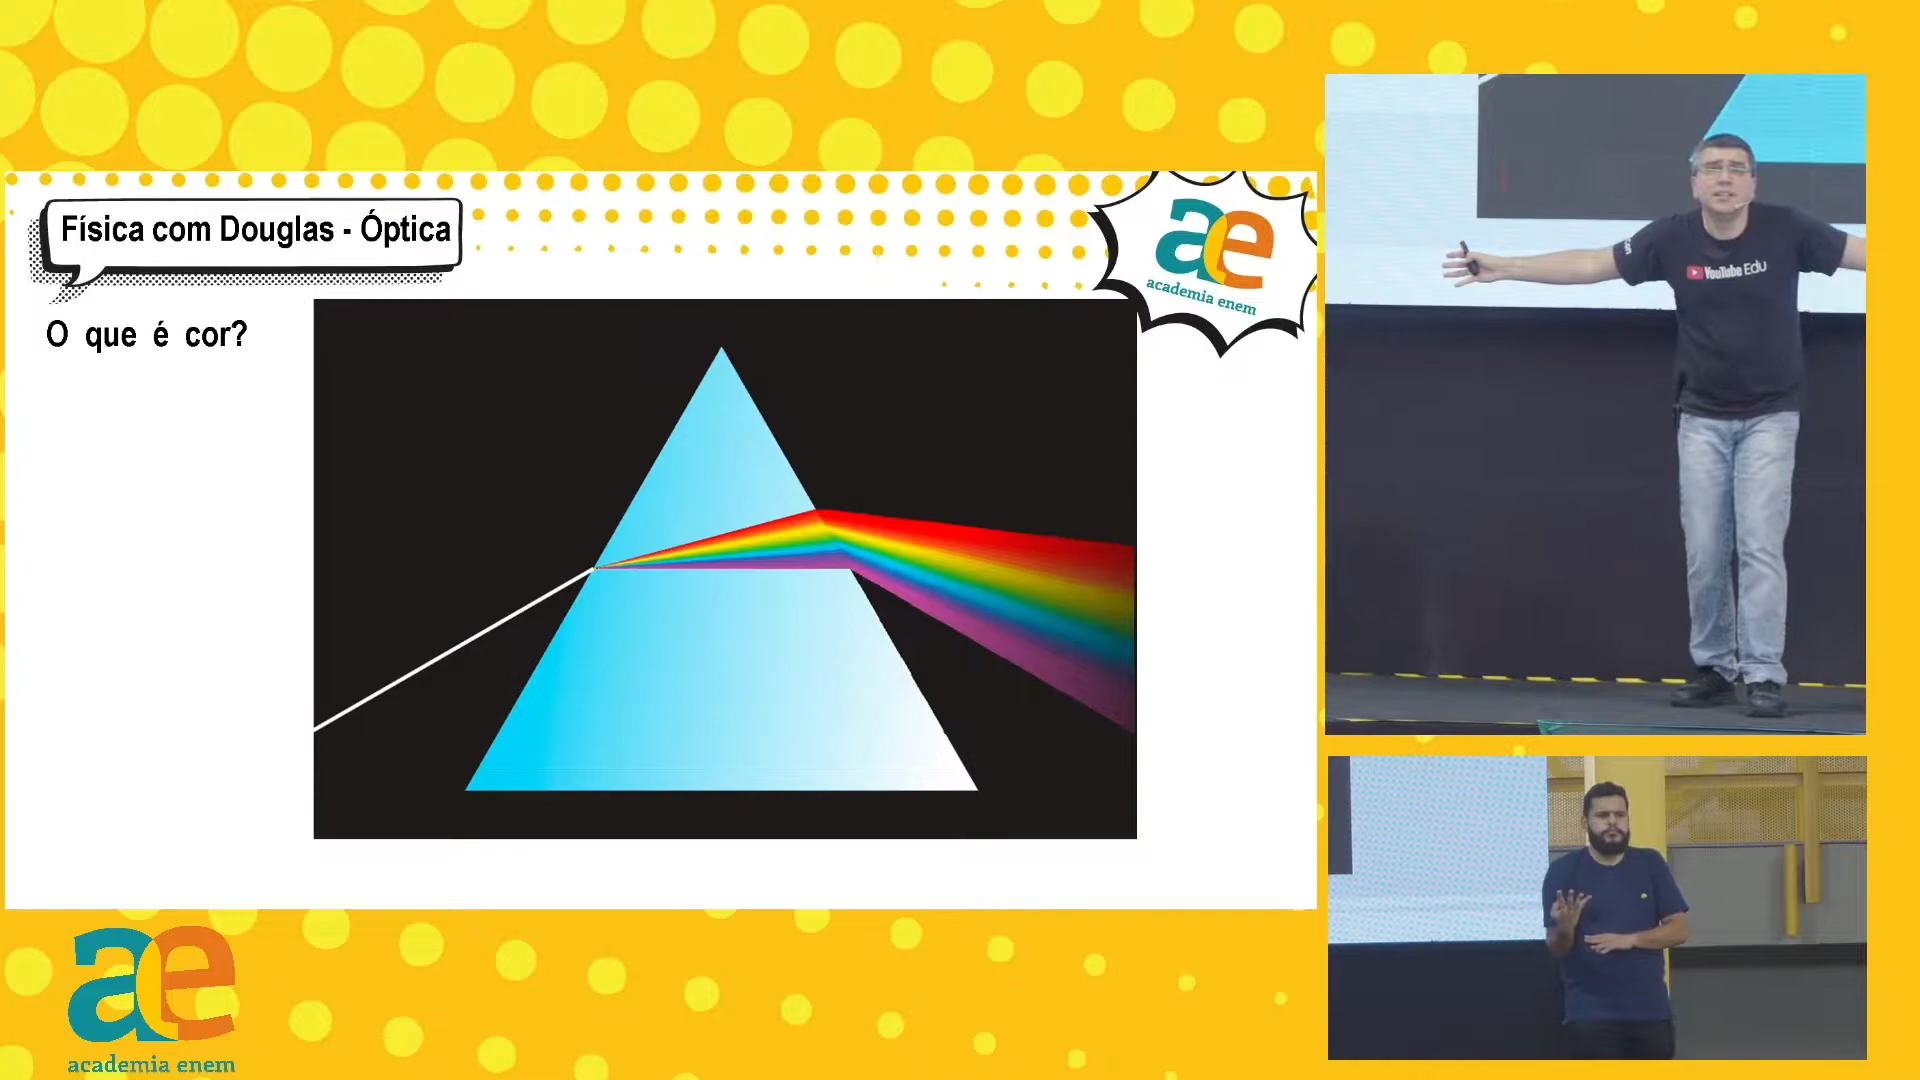 Física com Douglas - Óptica
ae
academia enem
O que é cor?
YouTube Edu
ae
academia enem